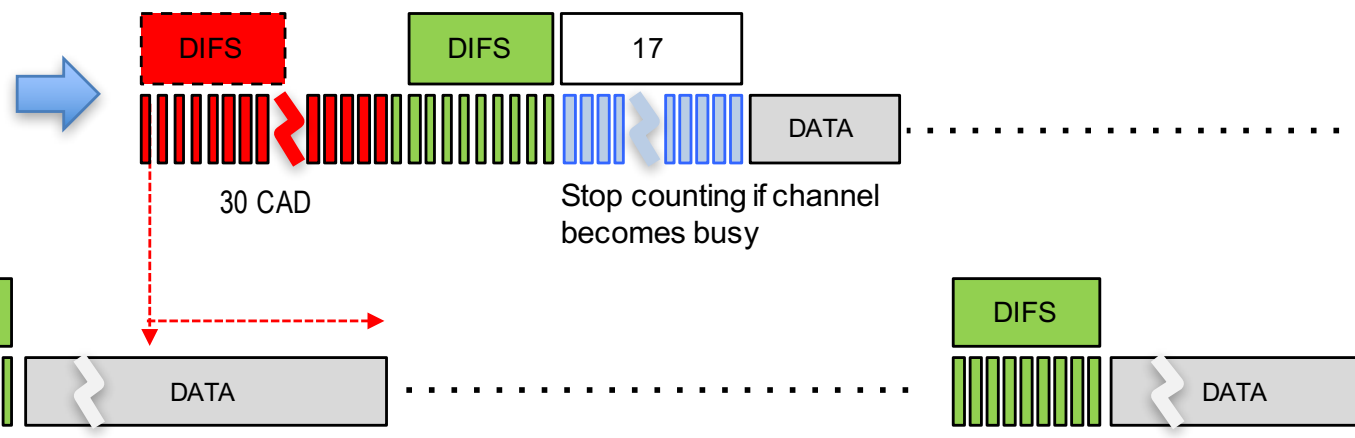 DIFS
DIFS
17
DATA
30 CAD
Stop counting if channel
becomes busy
DIFS
DATA
DATA